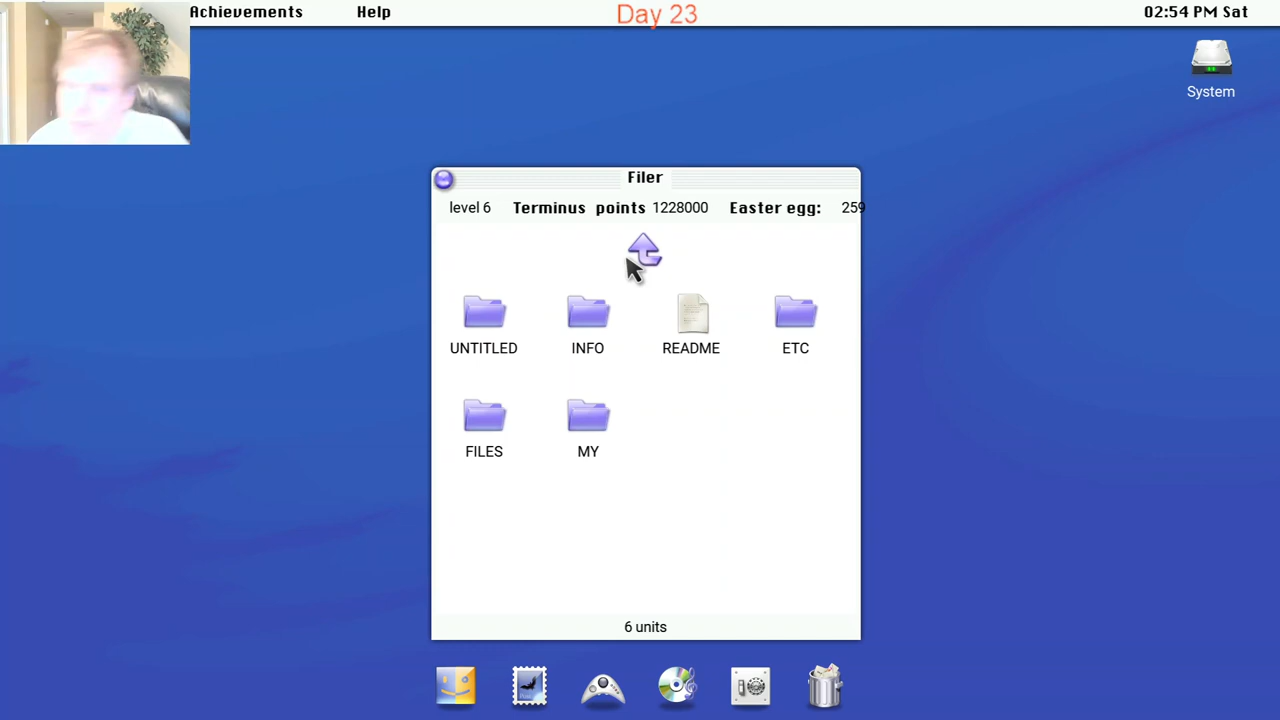 Achievements Help Day 23 02:54 PM Sat
System
Filer
level 6 Terminus points 1228000 Easter egg: 259
UNTITLED INFO README ETC
FILES MY
6 units